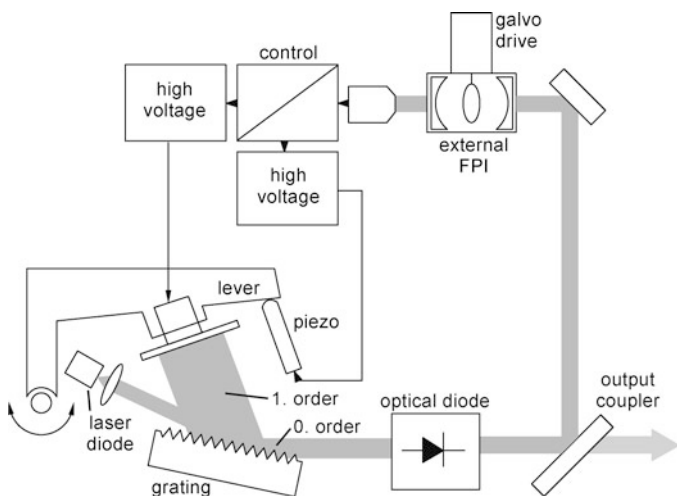 galvo
drive
control
high
voltage
external
FPI
high
voltage
lever
piezo
1. order
laser
diode
0. order
optical diode
output
coupler
grating